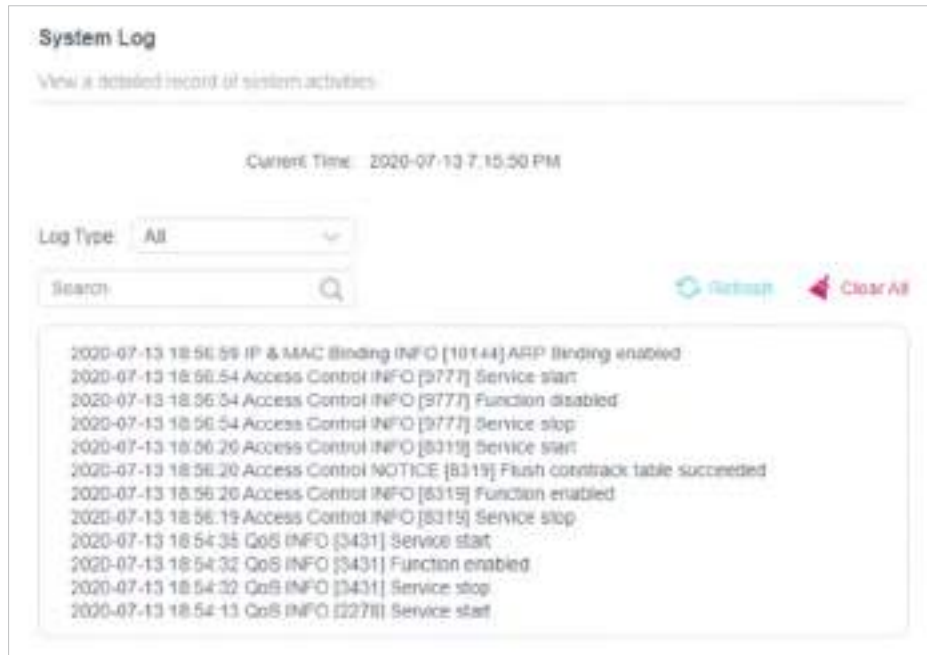 System Log
View a detailed record of system activities.
Current Time: 2020-07-13 7:15:50 PM
Log Type: All
Search
Refresh
Clear All
2020-07-13 18:56:59 IP & MAC Binding INFO [10144] ARP Binding enabled
2020-07-13 18:56:54 Access Control INFO [9777] Service start
2020-07-13 18:56:54 Access Control INFO [9777] Function disabled
2020-07-13 18:56:54 Access Control INFO [9777] Service stop
2020-07-13 18:56:20 Access Control INFO [8319] Service start
2020-07-13 18:56:20 Access Control NOTICE [8319] Flush conntrack table succeeded
2020-07-13 18:56:20 Access Control INFO [8319] Function enabled
2020-07-13 18:56:19 Access Control INFO [8319] Service stop
2020-07-13 18:54:35 QoS INFO [3431] Service start
2020-07-13 18:54:32 QoS INFO [3431] Function enabled
2020-07-13 18:54:32 QoS INFO [3431] Service stop
2020-07-13 18:54:13 QoS INFO [2278] Service start